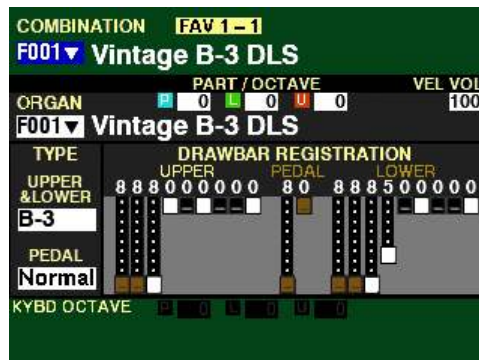 COMBINATION FAV 1 – 1
F001▼ Vintage B-3 DLS
PART / OCTAVE VEL VOL
ORGAN P 0 L 0 U 0 100
F001▼ Vintage B-3 DLS
TYPE DRAWBAR REGISTRATION
UPPER PEDAL LOWER
UPPER 888000000 80 888500000
&LOWER
B-3
PEDAL
Normal
KYBD OCTAVE P 0 L 0 U 0